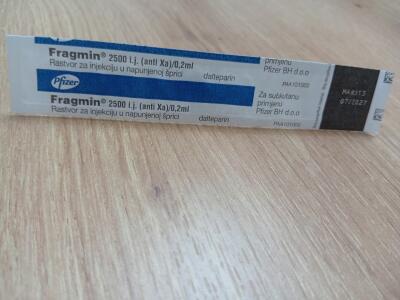 Fragmin® 2500 i.j. (anti Xa)/0,2ml
Rastvor za injekciju u napunjenoj šprici dalteparin
primjenu
Pfizer BH d.o.o
PAA101902
Pfizer
Fragmin® 2500 i.j. (anti Xa)/0,2ml
Rastvor za injekciju u napunjenoj šprici dalteparin
Za subkutanu
primjenu
Pfizer BH d.o.o
07/2027